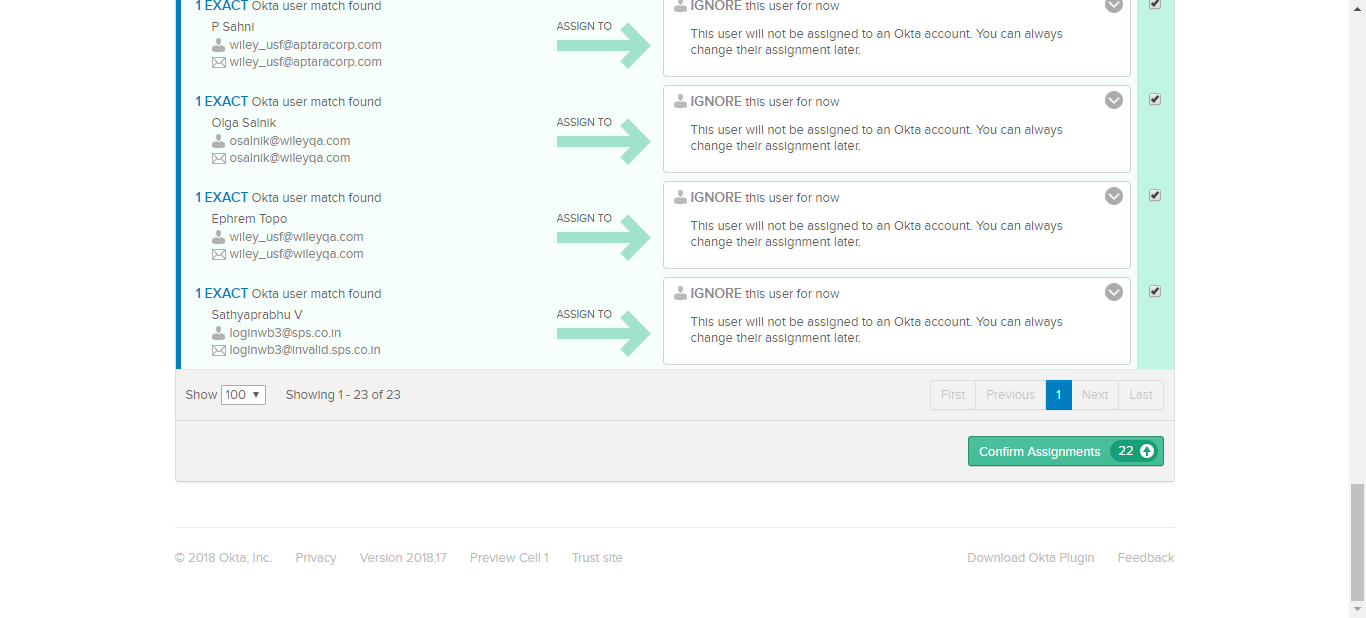 1 EXACT Okta user match found
P Sahni
wiley_usf@aptaracorp.com
wiley_usf@aptaracorp.com
ASSIGN TO
IGNORE this user for now
This user will not be assigned to an Okta account. You can always
change their assignment later.
1 EXACT Okta user match found
Olga Salnik
osalnik@wileyqa.com
osalnik@wileyqa.com
ASSIGN TO
IGNORE this user for now
This user will not be assigned to an Okta account. You can always
change their assignment later.
1 EXACT Okta user match found
Ephrem Topo
wiley_usf@wileyqa.com
wiley_usf@wileyqa.com
ASSIGN TO
IGNORE this user for now
This user will not be assigned to an Okta account. You can always
change their assignment later.
1 EXACT Okta user match found
Sathyaprabhu V
loginwb3@sps.co.in
loginwb3@invalid.sps.co.in
ASSIGN TO
IGNORE this user for now
This user will not be assigned to an Okta account. You can always
change their assignment later.
Show 100 Showing 1 - 23 of 23 First Previous 1 Next Last
Confirm Assignments 22
© 2018 Okta, Inc. Privacy Version 2018.17 Preview Cell 1 Trust site Download Okta Plugin Feedback